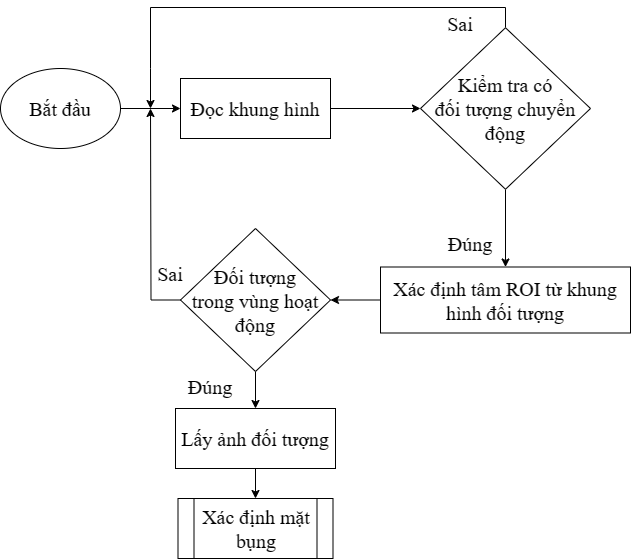 Sai
Bắt đầu
Đọc khung hình
Kiểm tra có
đối tượng chuyển
động
Đúng
Xác định tâm ROI từ khung
hình đối tượng
Sai
Đối tượng
trong vùng hoạt
động
Đúng
Lấy ảnh đối tượng
Xác định mặt
bụng